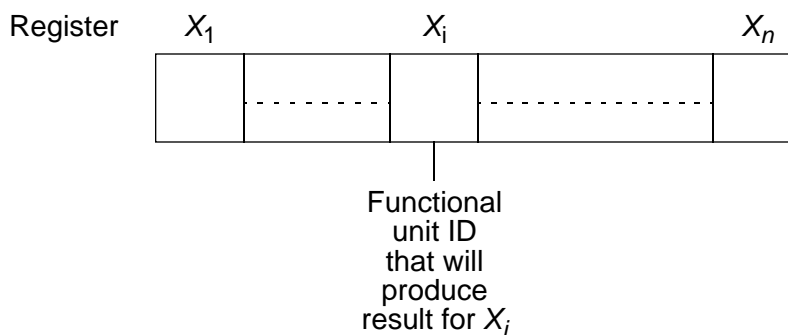 Register X1 Xi Xn
Functional
unit ID
that will
produce
result for Xi